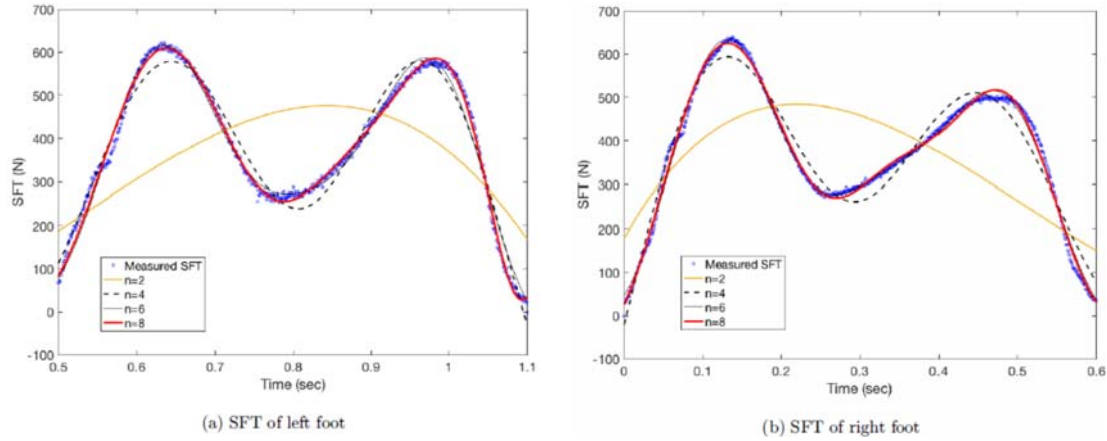 700
600
500
400
300
200
100
0
-100
SFT (N)
Measured SFT
n=2
n=4
n=6
n=8
0.5 0.6 0.7 0.8 0.9 1 1.1
Time (sec)
(a) SFT of left foot
700
600
500
400
300
200
100
0
-100
SFT (N)
Measured SFT
n=2
n=4
n=6
n=8
0 0.1 0.2 0.3 0.4 0.5 0.6
Time (sec)
(b) SFT of right foot